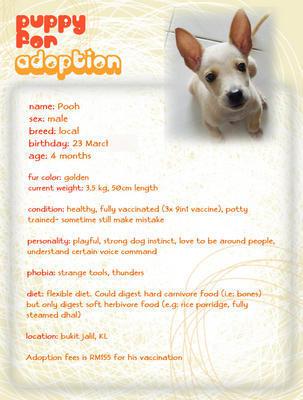 puppy
for
adoption
name: Pooh
sex: male
breed: local
birthday: 23 March
age: 4 months
fur color: golden
current weight: 3.5 kg, 50cm length
condition: healthy, fully vaccinated (3x 9in1 vaccine), potty
trained- sometime still make mistake
personality: playful, strong dog instinct, love to be around people,
understand certain voice command
phobia: strange tools, thunders
diet: flexible diet. Could digest hard carnivore food (i.e: bones)
but only digest soft herbivore food (e.g: rice porridge, fully
steamed dhal)
location: bukit jalil, KL
Adoption fees is RM155 for his vaccination